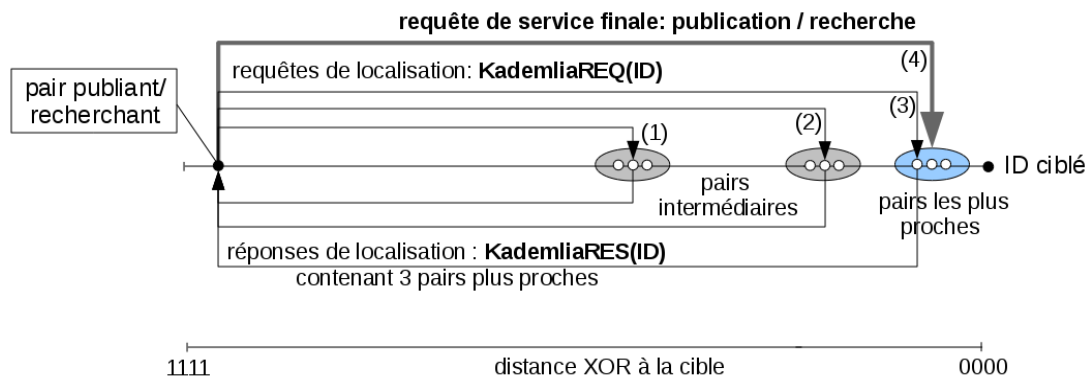 requête de service finale: publication / recherche
(4)
requêtes de localisation: KademliaREQ(ID)
pair publiant/
recherchant
(3)
(1)
(2)
ID ciblé
pairs
intermédiaires
pairs les plus
proches
réponses de localisation : KademliaRES(ID)
contenant 3 pairs plus proches
1111
distance XOR à la cible
0000